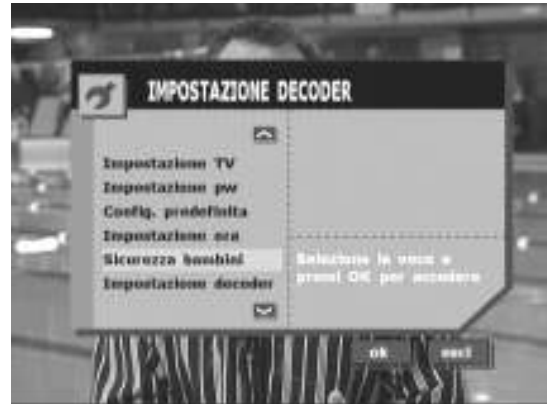 IMPOSTAZIONE DECODER
Impostazione TV
Impostazione pw
Config. predefinita
Impostazione ora
Sicurezza bambini
Impostazione decoder
Seleziona la voce e
premi OK per accedere
ok
esci